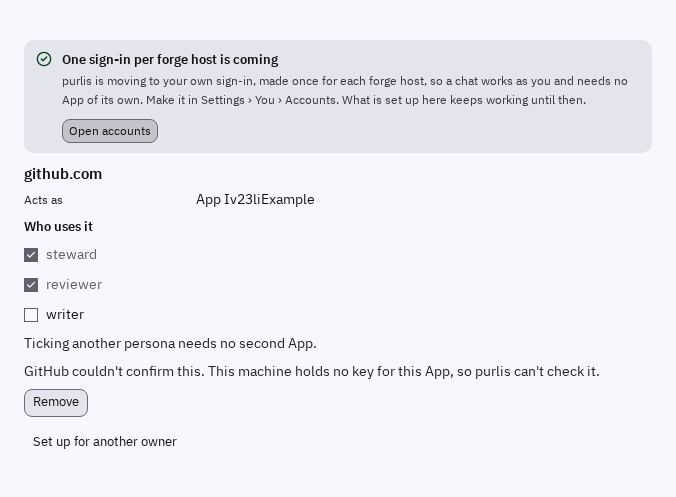 One sign-in per forge host is coming
purlis is moving to your own sign-in, made once for each forge host, so a chat works as you and needs no
App of its own. Make it in Settings › You › Accounts. What is set up here keeps working until then.
Open accounts
github.com
Acts as App Iv23liExample
Who uses it
steward
reviewer
writer
Ticking another persona needs no second App.
GitHub couldn't confirm this. This machine holds no key for this App, so purlis can't check it.
Remove
Set up for another owner